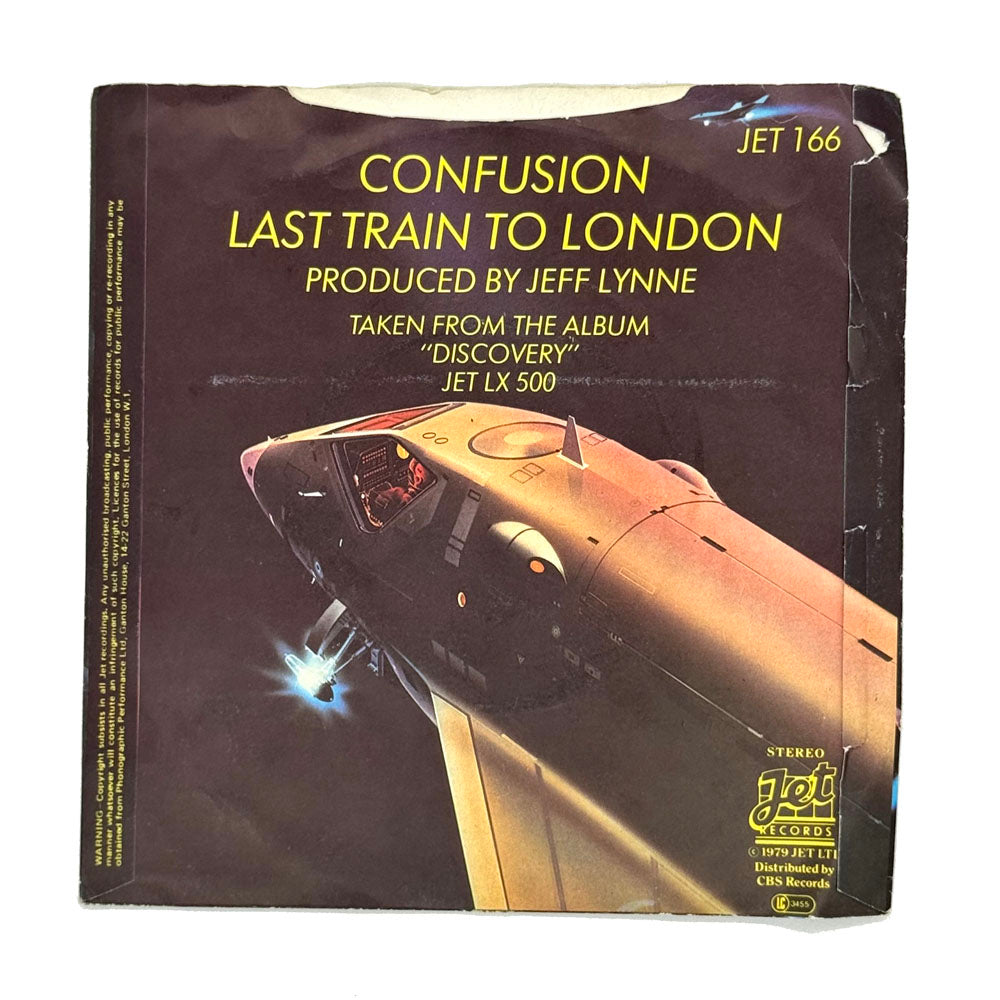 JET 166
CONFUSION
LAST TRAIN TO LONDON
PRODUCED BY JEFF LYNNE
TAKEN FROM THE ALBUM
"DISCOVERY"
JET LX 500
WARNING—Copyright subsists in all Jet recordings. Any unauthorised broadcasting, public performance, copying or re-recording in any
manner whatsoever will constitute an infringement of such copyright. Licences for the use of records for public performance may be
obtained from Phonographic Performance Ltd, Ganton House, 14-22 Ganton Street, London W.1.
STEREO
Jet
RECORDS
© 1979 JET LT
Distributed by
CBS Records
LC 3455